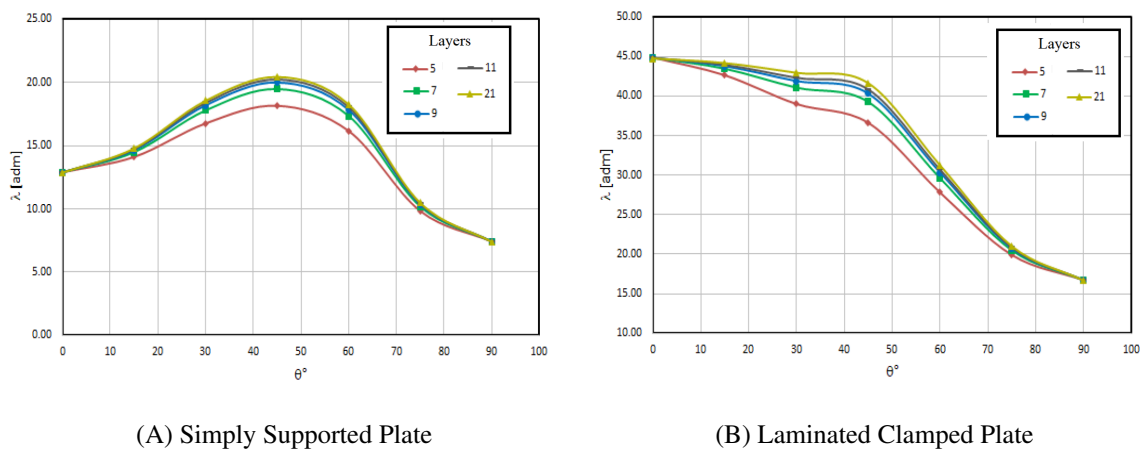 25.00
20.00
15.00
10.00
5.00
0.00
λ [adm]
0 10 20 30 40 50 60 70 80 90 100
θ°
Layers
5 11
7 21
9
(A) Simply Supported Plate
50.00
45.00
40.00
35.00
30.00
25.00
20.00
15.00
10.00
λ [adm]
0 10 20 30 40 50 60 70 80 90 100
θ°
Layers
5 11
7 21
9
(B) Laminated Clamped Plate